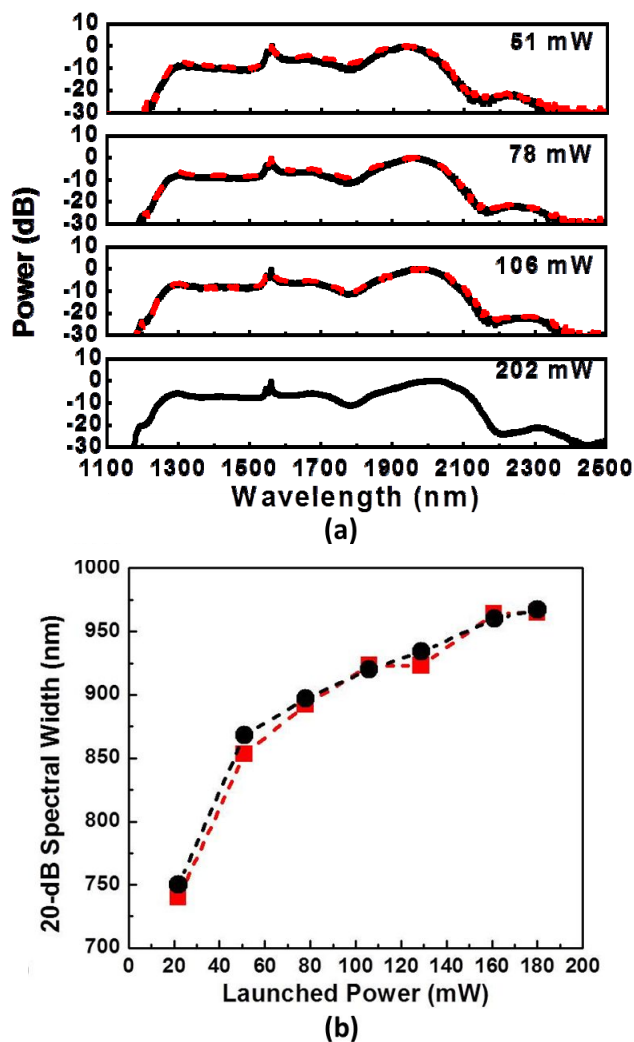 10
0
-10
-20
-30
51 mW
10
0
-10
-20
-30
78 mW
10
0
-10
-20
-30
106 mW
10
0
-10
-20
-30
202 mW
Power (dB)
1100 1300 1500 1700 1900 2100 2300 2500
Wavelength (nm)
(a)
1000
950
900
850
800
750
700
20-dB Spectral Width (nm)
0 20 40 60 80 100 120 140 160 180 200
Launched Power (mW)
(b)